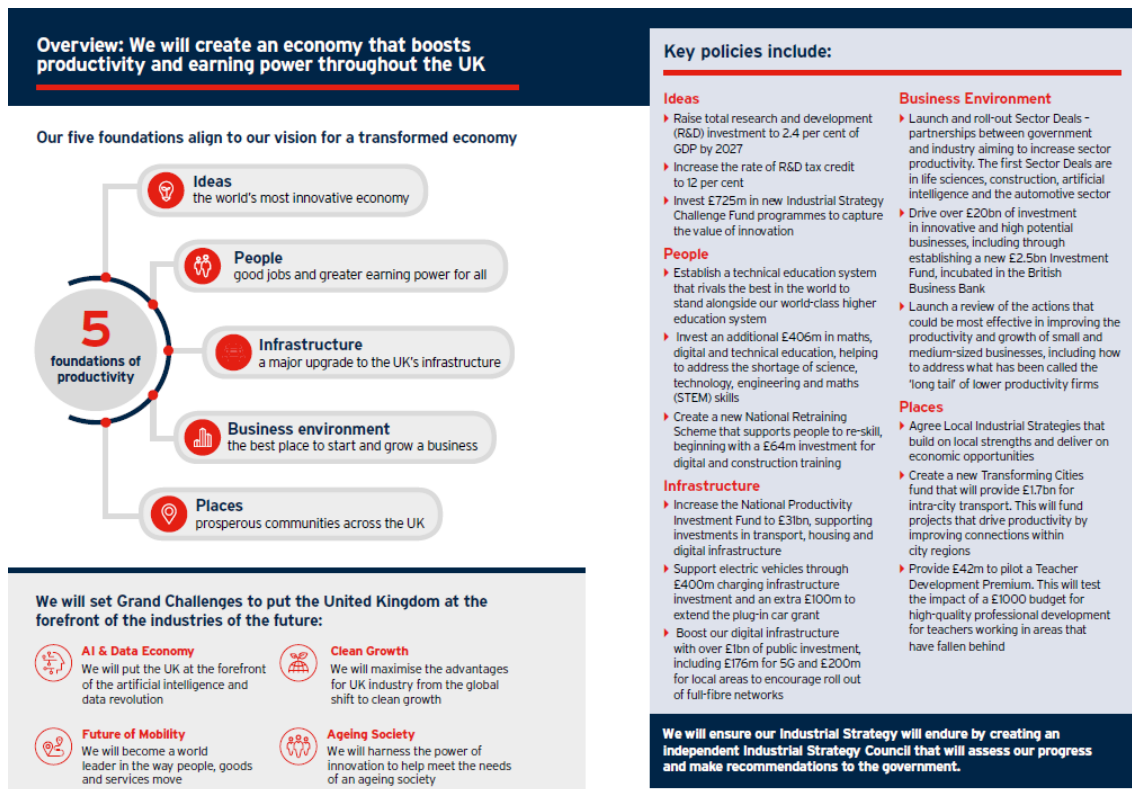 Overview: We will create an economy that boosts
productivity and earning power throughout the UK
Our five foundations align to our vision for a transformed economy
Ideas
the world's most innovative economy
People
good jobs and greater earning power for all
5
foundations of
productivity
Infrastructure
a major upgrade to the UK's infrastructure
Business environment
the best place to start and grow a business
Places
prosperous communities across the UK
We will set Grand Challenges to put the United Kingdom at the
forefront of the industries of the future:
AI & Data Economy
We will put the UK at the forefront
of the artificial intelligence and
data revolution
Clean Growth
We will maximise the advantages
for UK industry from the global
shift to clean growth
Future of Mobility
We will become a world
leader in the way people, goods
and services move
Ageing Society
We will harness the power of
innovation to help meet the needs
of an ageing society
Key policies include:
Ideas
Raise total research and development
(R&D) investment to 2.4 per cent of
GDP by 2027
Increase the rate of R&D tax credit
to 12 per cent
Invest £725m in new Industrial Strategy
Challenge Fund programmes to capture
the value of innovation
People
Establish a technical education system
that rivals the best in the world to
stand alongside our world-class higher
education system
Invest an additional £406m in maths,
digital and technical education, helping
to address the shortage of science,
technology, engineering and maths
(STEM) skills
Create a new National Retraining
Scheme that supports people to re-skill,
beginning with a £64m investment for
digital and construction training
Infrastructure
Increase the National Productivity
Investment Fund to £31bn, supporting
investments in transport, housing and
digital infrastructure
Support electric vehicles through
£400m charging infrastructure
investment and an extra £100m to
extend the plug-in car grant
Boost our digital infrastructure
with over £1bn of public investment,
including £176m for 5G and £200m
for local areas to encourage roll out
of full-fibre networks
Business Environment
Launch and roll-out Sector Deals –
partnerships between government
and industry aiming to increase sector
productivity. The first Sector Deals are
in life sciences, construction, artificial
intelligence and the automotive sector
Drive over £20bn of investment
in innovative and high potential
businesses, including through
establishing a new £2.5bn Investment
Fund, incubated in the British
Business Bank
Launch a review of the actions that
could be most effective in improving the
productivity and growth of small and
medium-sized businesses, including how
to address what has been called the
'long tail' of lower productivity firms
Places
Agree Local Industrial Strategies that
build on local strengths and deliver on
economic opportunities
Create a new Transforming Cities
fund that will provide £1.7bn for
intra-city transport. This will fund
projects that drive productivity by
improving connections within
city regions
Provide £42m to pilot a Teacher
Development Premium. This will test
the impact of a £1000 budget for
high-quality professional development
for teachers working in areas that
have fallen behind
We will ensure our Industrial Strategy will endure by creating an
independent Industrial Strategy Council that will assess our progress
and make recommendations to the government.